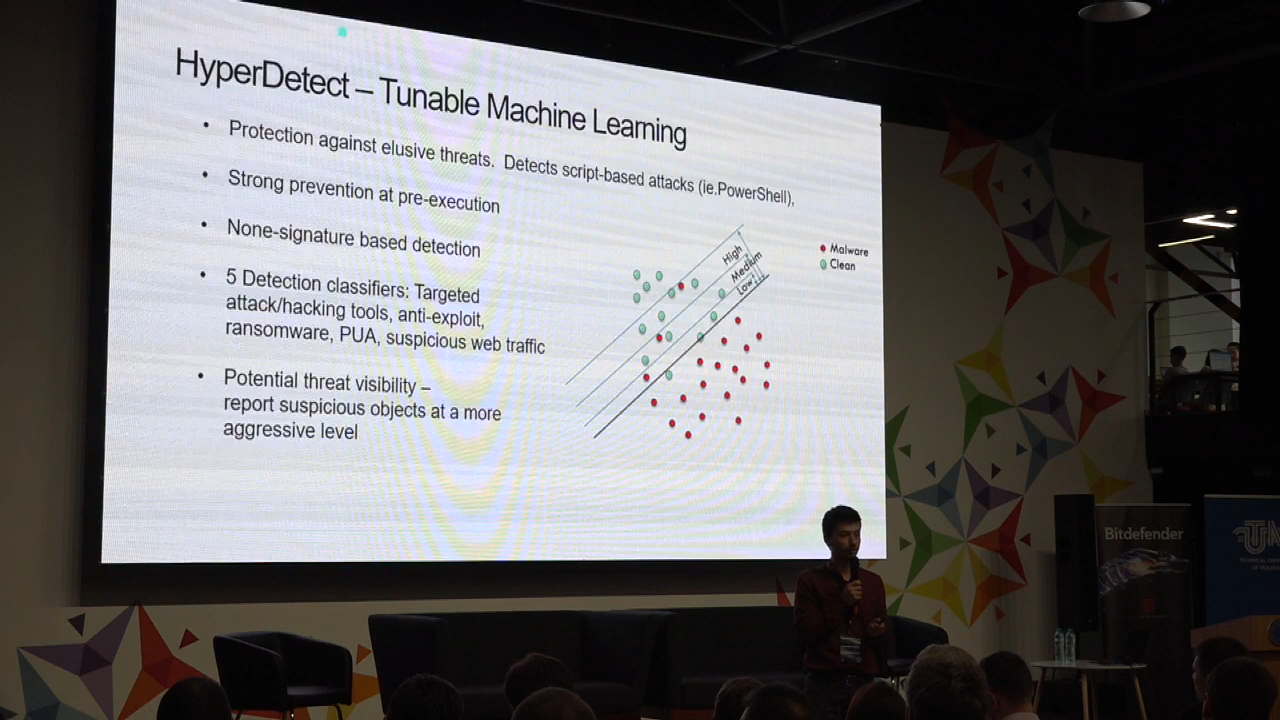 HyperDetect – Tunable Machine Learning
• Protection against elusive threats. Detects script-based attacks (ie.PowerShell),
• Strong prevention at pre-execution
• None-signature based detection
• 5 Detection classifiers: Targeted
attack/hacking tools, anti-exploit,
ransomware, PUA, suspicious web traffic
• Potential threat visibility –
report suspicious objects at a more
aggressive level
High
Medium
Low
Malware
Clean
Bitdefender